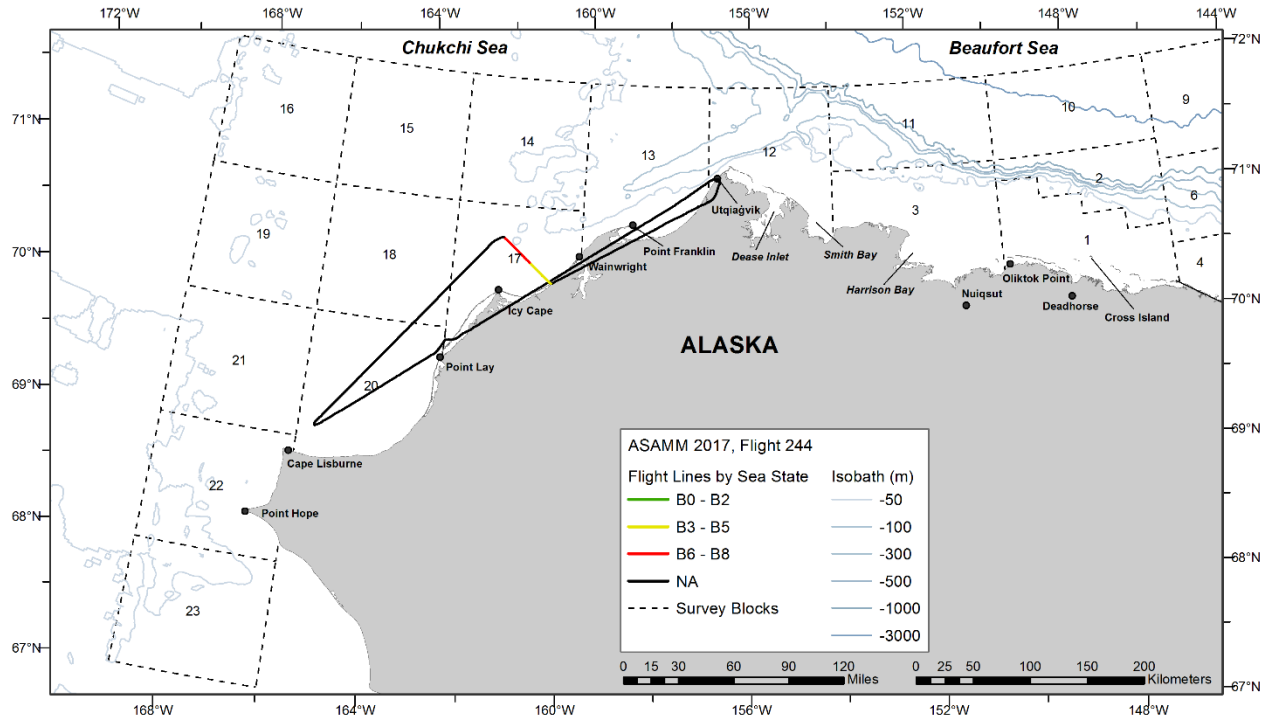 172°W 168°W 164°W 160°W 156°W 152°W 148°W 144°W
Chukchi Sea
Beaufort Sea
72°N
71°N
71°N
70°N
70°N
69°N
69°N
68°N
68°N
67°N
67°N
16
15
14
13
12
11
10
9
2
6
3
1
4
19
18
17
21
20
22
23
Utqiaġvik
Point Franklin
Wainwright
Icy Cape
Point Lay
Cape Lisburne
Point Hope
Dease Inlet
Smith Bay
Harrison Bay
Oliktok Point
Nuiqsut
Deadhorse
Cross Island
ALASKA
ASAMM 2017, Flight 244
Flight Lines by Sea State
B0 - B2
B3 - B5
B6 - B8
NA
Survey Blocks
Isobath (m)
-50
-100
-300
-500
-1000
-3000
0 15 30 60 90 120
Miles
0 25 50 100 150 200
Kilometers
168°W 164°W 160°W 156°W 152°W 148°W